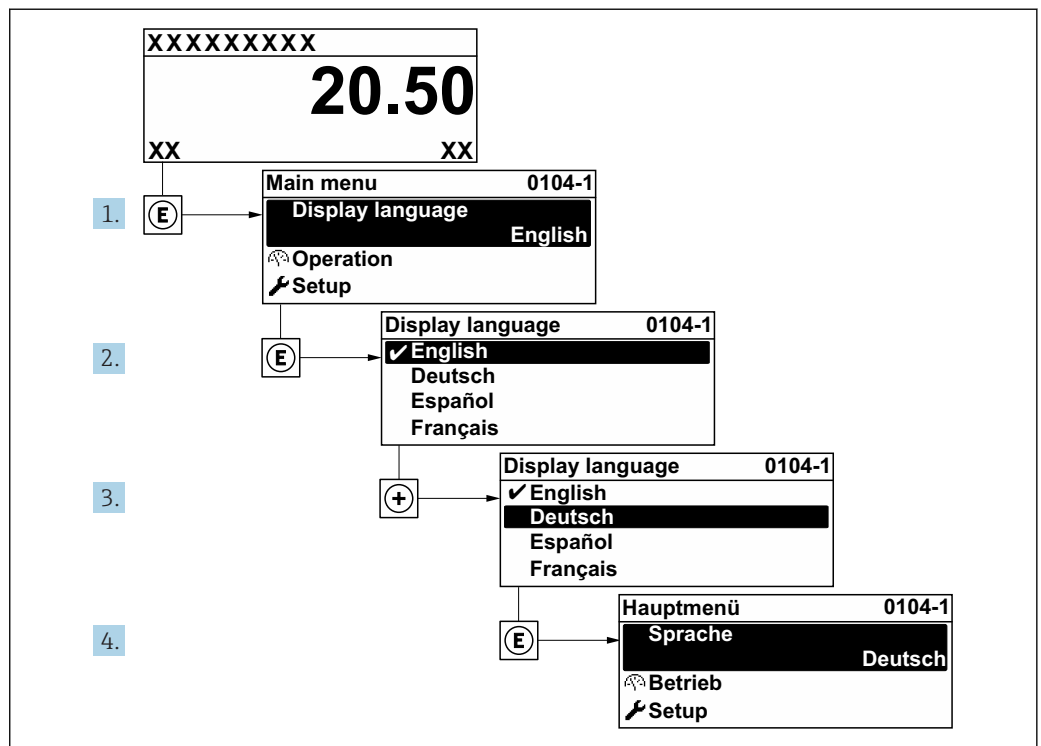 XXXXXXXXX
20.50
XX XX
1. E
Main menu 0104-1
Display language
English
Operation
Setup
2. E
Display language 0104-1
✔ English
Deutsch
Español
Français
3. +
Display language 0104-1
✔ English
Deutsch
Español
Français
4. E
Hauptmenü 0104-1
Sprache
Deutsch
Betrieb
Setup